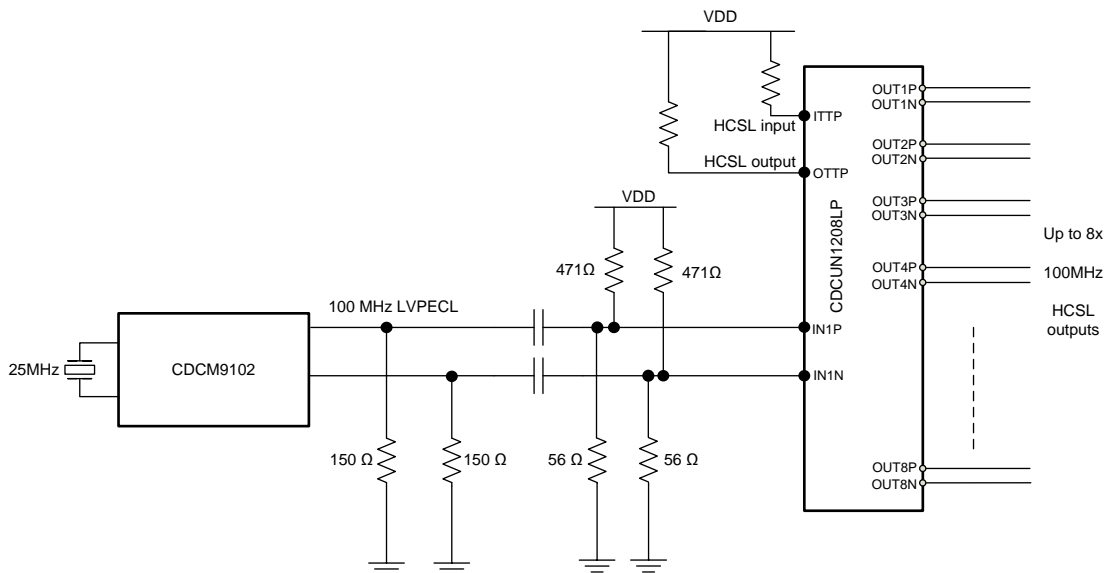 VDD
HCSL input
HCSL output
VDD
471Ω
471Ω
100 MHz LVPECL
25MHz
CDCM9102
150 Ω
150 Ω
56 Ω
56 Ω
ITTP
OTTP
IN1P
IN1N
CDCUN1208LP
OUT1P
OUT1N
OUT2P
OUT2N
OUT3P
OUT3N
OUT4P
OUT4N
OUT8P
OUT8N
Up to 8x
100MHz
HCSL
outputs